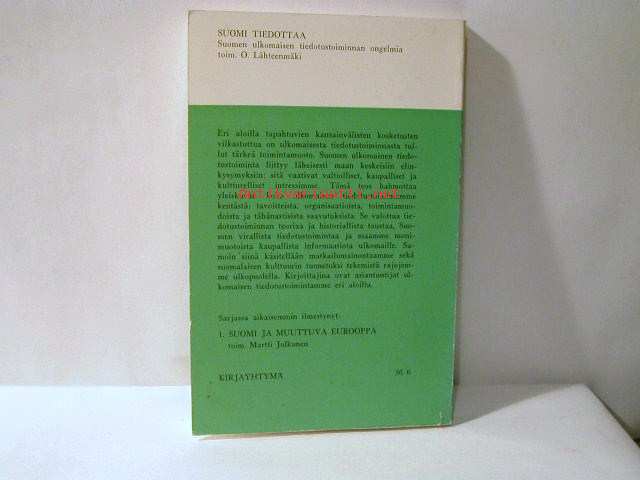 SUOMI TIEDOTTAA
Suomen ulkomaisen tiedotustoiminnan ongelmia
toim. O. Lähteenmäki
Eri aloilla tapahtuvien kansainvälisten kosketusten
vilkastuttua on ulkomaisesta tiedotustoiminnasta tul-
lut tärkeä toimintamuoto. Suomen ulkomainen tiedo-
tustoiminta liittyy läheisesti maan keskeisiin elin-
kysymyksiin: sitä vaativat valtiolliset, kaupalliset ja
kulttuurilliset intressimme. Tämä teos hahmottaa
kentästä: tavoitteista, organisaatioista, toimintamuo-
doista ja tähänastisista saavutuksista. Se valottaa tie-
dotustoiminnan teoriaa ja historiallista taustaa, Suo-
men virallista tiedotustoimintaa ja maamme moni-
muotoista kaupallista informaatiota ulkomaille. Sa-
moin siinä käsitellään matkailumainontaamme sekä
suomalaisen kulttuurin tunnetuksi tekemistä rajojem-
me ulkopuolella. Kirjoittajina ovat asiantuntijat ul-
komaisen tiedotustoimintamme eri aloilta.
Sarjassa aikaisemmin ilmestynyt:
1. SUOMI JA MUUTTUVA EUROOPPA
toim. Martti Julkunen
KIRJAYHTYMÄ